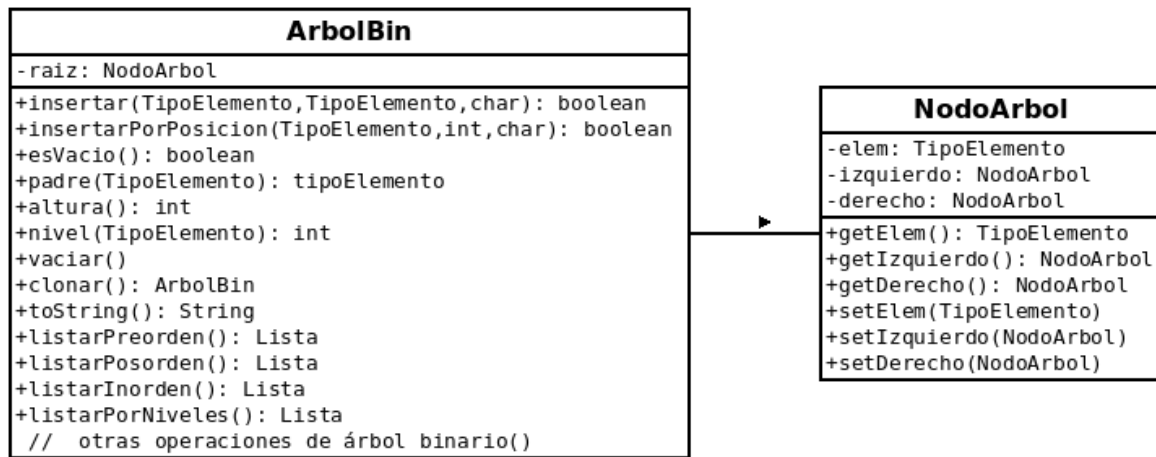 ArbolBin
-raiz: NodoArbol
+insertar(TipoElemento,TipoElemento,char): boolean
+insertarPorPosicion(TipoElemento,int,char): boolean
+esVacio(): boolean
+padre(TipoElemento): tipoElemento
+altura(): int
+nivel(TipoElemento): int
+vaciar()
+clonar(): ArbolBin
+toString(): String
+listarPreorden(): Lista
+listarPosorden(): Lista
+listarInorden(): Lista
+listarPorNiveles(): Lista
// otras operaciones de árbol binario()
NodoArbol
-elem: TipoElemento
-izquierdo: NodoArbol
-derecho: NodoArbol
+getElem(): TipoElemento
+getIzquierdo(): NodoArbol
+getDerecho(): NodoArbol
+setElem(TipoElemento)
+setIzquierdo(NodoArbol)
+setDerecho(NodoArbol)